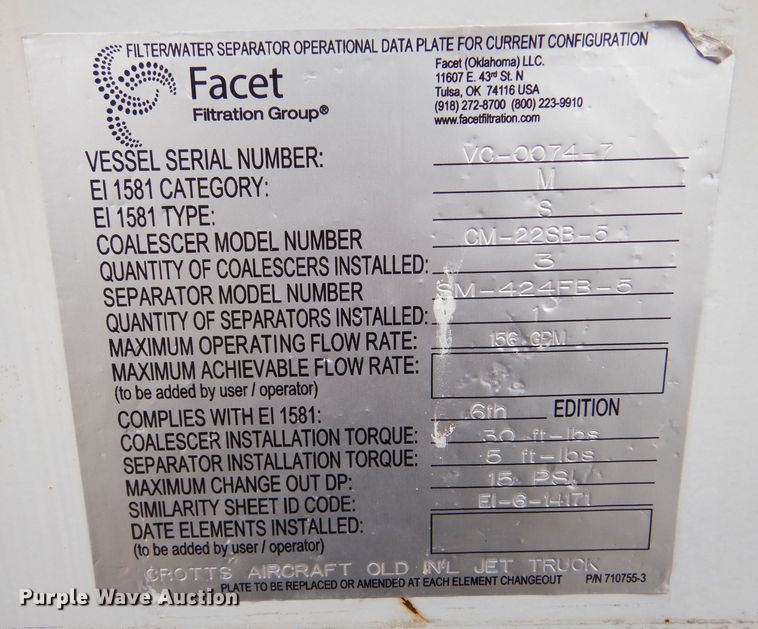 FILTER/WATER SEPARATOR OPERATIONAL DATA PLATE FOR CURRENT CONFIGURATION
Facet
Filtration Group®
Facet (Oklahoma) LLC.
11607 E. 43rd St. N
Tulsa, OK 74116 USA
(918) 272-8700 (800) 223-9910
www.facetfiltration.com
VESSEL SERIAL NUMBER: VC-0074-7
EI 1581 CATEGORY: M
EI 1581 TYPE: S
COALESCER MODEL NUMBER CM-22SB-5
QUANTITY OF COALESCERS INSTALLED: 3
SEPARATOR MODEL NUMBER SM-424FB-5
QUANTITY OF SEPARATORS INSTALLED: 1
MAXIMUM OPERATING FLOW RATE: 156 GPM
MAXIMUM ACHIEVABLE FLOW RATE:
(to be added by user / operator)
COMPLIES WITH EI 1581: 6th EDITION
COALESCER INSTALLATION TORQUE: 30 ft-lbs
SEPARATOR INSTALLATION TORQUE: 5 ft-lbs
MAXIMUM CHANGE OUT DP: 15 PSI
SIMILARITY SHEET ID CODE: EI-6-14171
DATE ELEMENTS INSTALLED:
(to be added by user / operator)
CROTTS AIRCRAFT OLD IN'L JET TRUCK
PLATE TO BE REPLACED OR AMENDED AT EACH ELEMENT CHANGEOUT P/N 710755-3
Purple Wave Auction